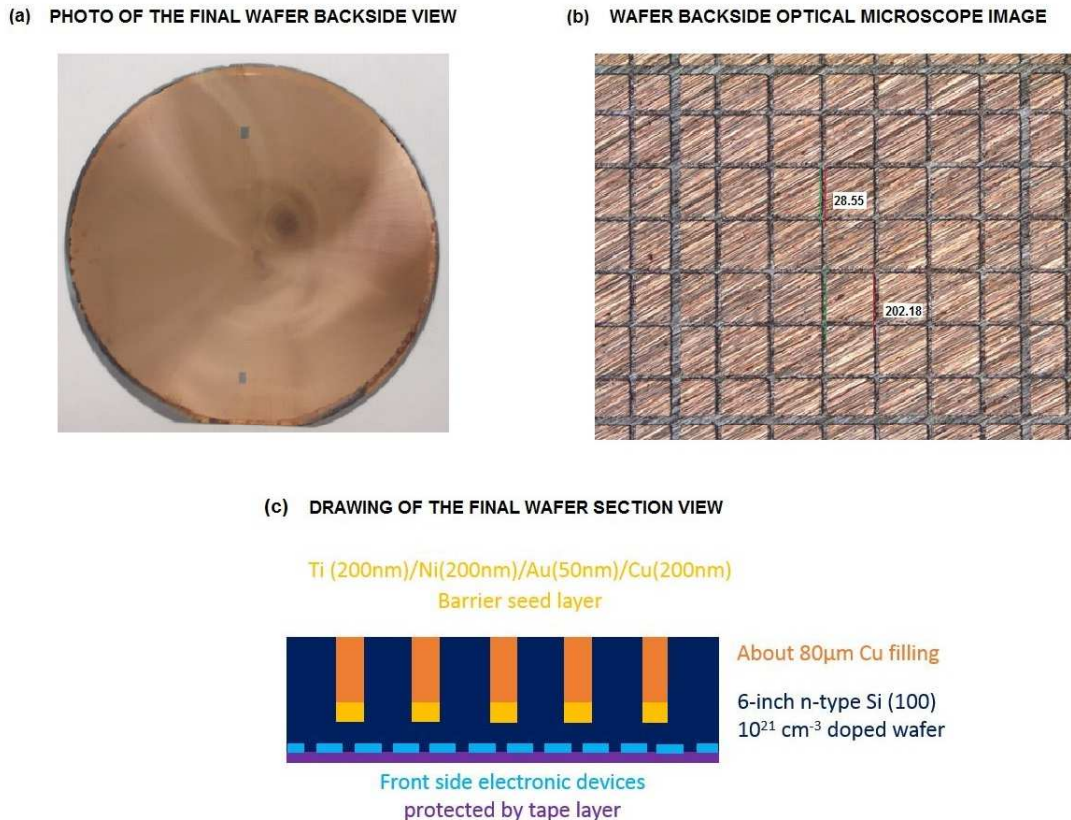 (a) PHOTO OF THE FINAL WAFER BACKSIDE VIEW
(b) WAFER BACKSIDE OPTICAL MICROSCOPE IMAGE
28.55
202.18
(c) DRAWING OF THE FINAL WAFER SECTION VIEW
Ti (200nm)/Ni(200nm)/Au(50nm)/Cu(200nm)
Barrier seed layer
About 80μm Cu filling
6-inch n-type Si (100)
10²¹ cm⁻³ doped wafer
Front side electronic devices
protected by tape layer